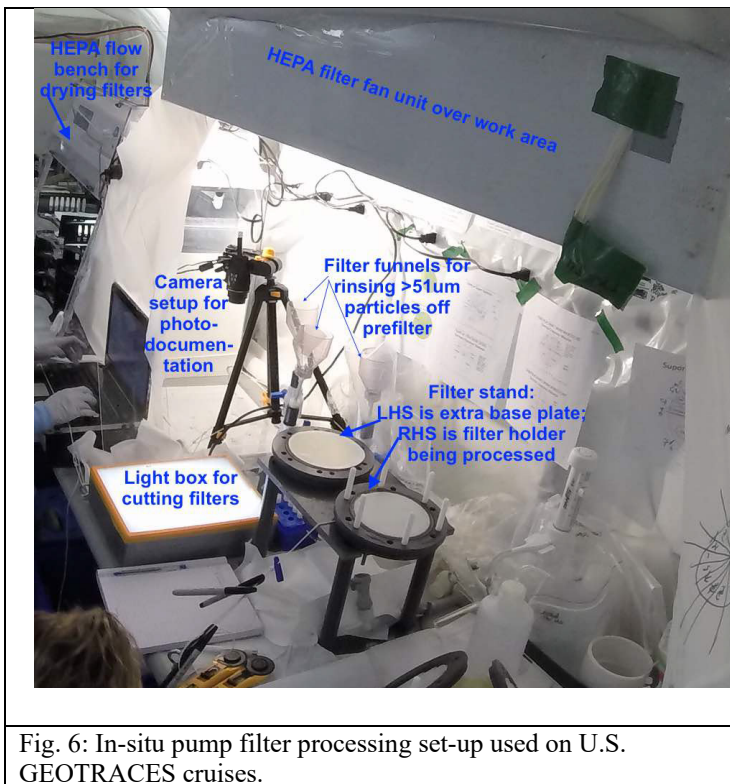 HEPA flow
bench for
drying filters
HEPA filter fan unit over work area
Camera
setup for
photo-
documen-
tation
Filter funnels for
rinsing >51um
particles off
prefilter
Filter stand:
LHS is extra base plate;
RHS is filter holder
being processed
Light box for
cutting filters
Fig. 6: In-situ pump filter processing set-up used on U.S.
GEOTRACES cruises.